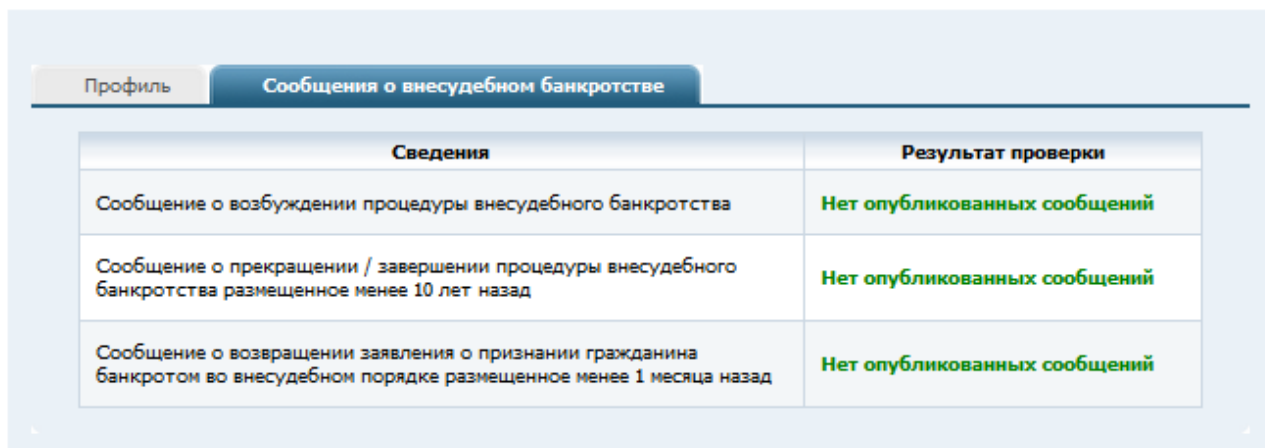 Профиль
Сообщения о внесудебном банкротстве
Сведения
Результат проверки
Сообщение о возбуждении процедуры внесудебного банкротства
Нет опубликованных сообщений
Сообщение о прекращении / завершении процедуры внесудебного
банкротства размещенное менее 10 лет назад
Нет опубликованных сообщений
Сообщение о возвращении заявления о признании гражданина
банкротом во внесудебном порядке размещенное менее 1 месяца назад
Нет опубликованных сообщений